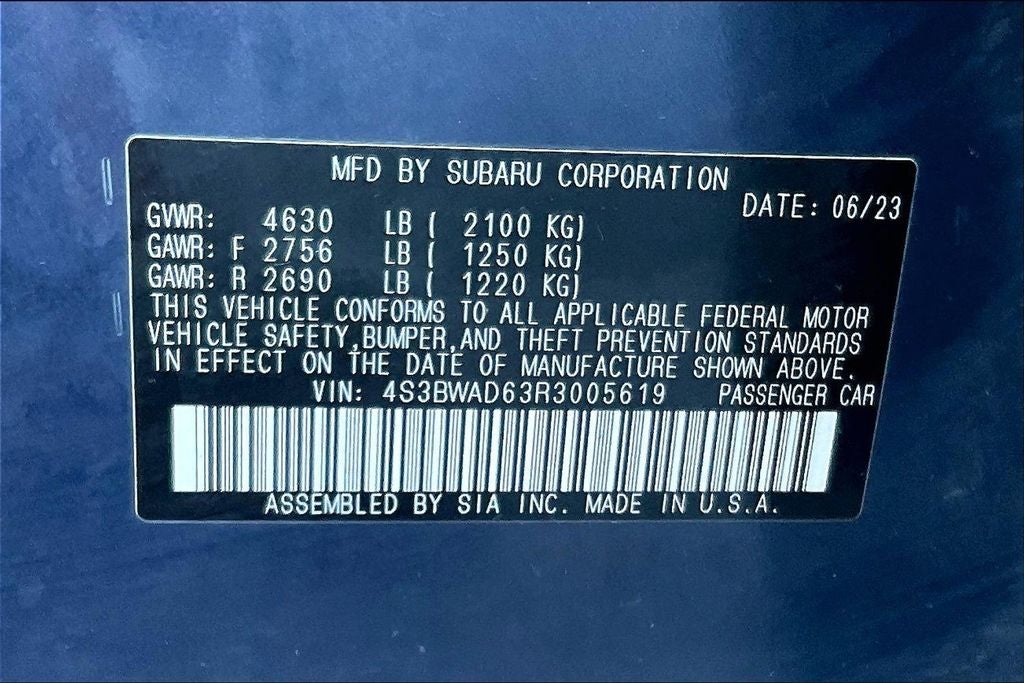 MFD BY SUBARU CORPORATION
DATE: 06/23
GVWR: 4630 LB ( 2100 KG)
GAWR: F 2756 LB ( 1250 KG)
GAWR: R 2690 LB ( 1220 KG)
THIS VEHICLE CONFORMS TO ALL APPLICABLE FEDERAL MOTOR
VEHICLE SAFETY,BUMPER,AND THEFT PREVENTION STANDARDS
IN EFFECT ON THE DATE OF MANUFACTURE SHOWN ABOVE.
VIN: 4S3BWAD63R3005619 PASSENGER CAR
ASSEMBLED BY SIA INC. MADE IN U.S.A.